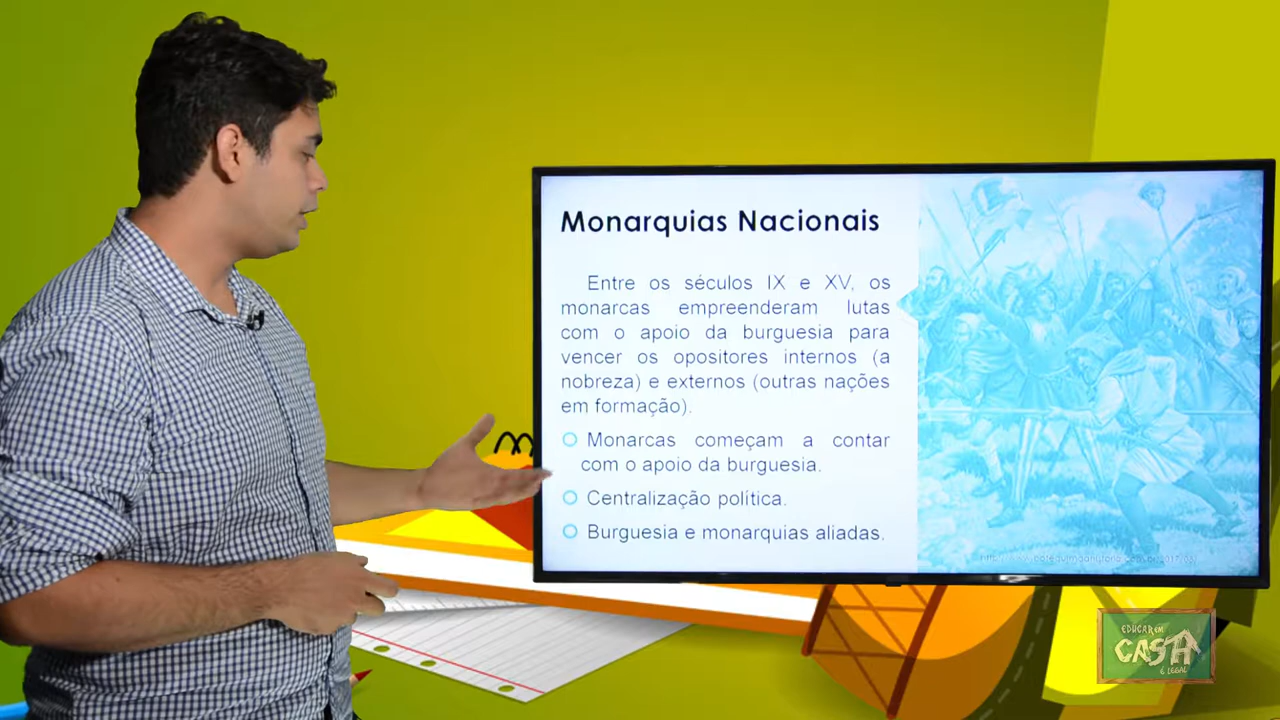 Monarquias Nacionais
Entre os séculos IX e XV, os
monarcas empreenderam lutas
com o apoio da burguesia para
vencer os opositores internos (a
nobreza) e externos (outras nações
em formação).
Monarcas começam a contar
com o apoio da burguesia.
Centralização política.
Burguesia e monarquias aliadas.
EDUCAR EM
CASA
É LEGAL